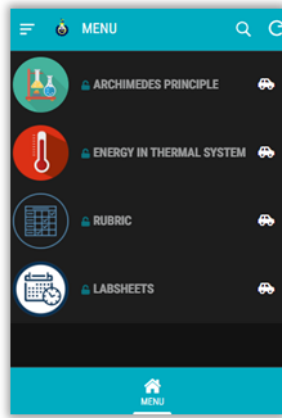 MENU
ARCHIMEDES PRINCIPLE
ENERGY IN THERMAL SYSTEM
RUBRIC
LABSHEETS
MENU